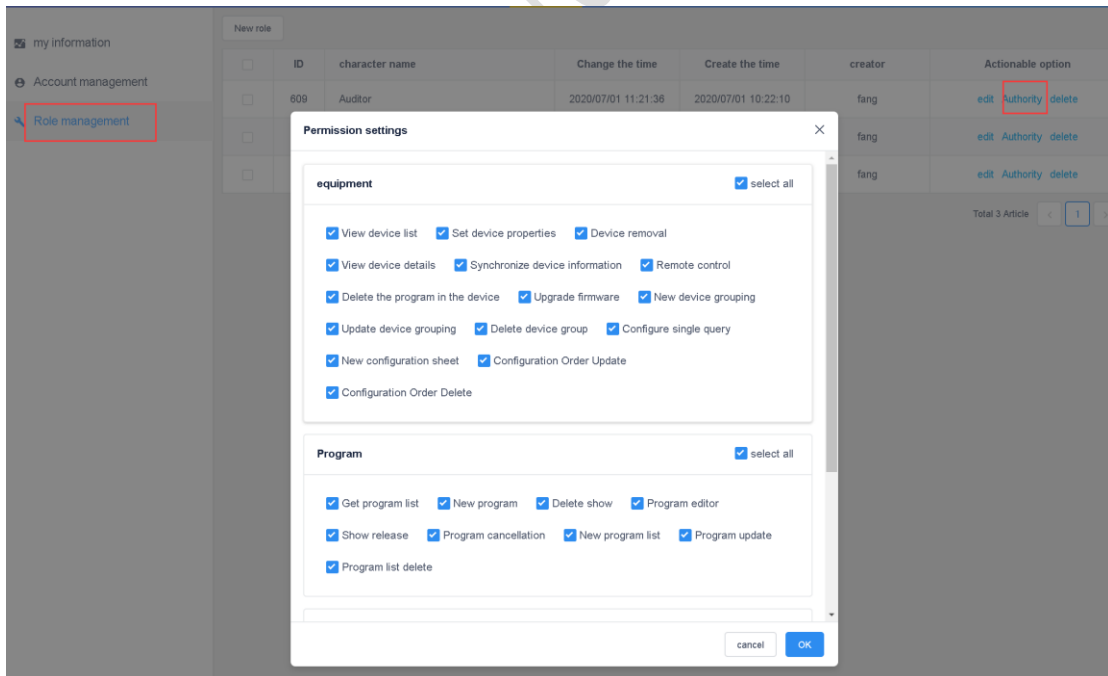 New role
my information
ID character name Change the time Create the time creator Actionable option
Account management
609 Auditor 2020/07/01 11:21:36 2020/07/01 10:22:10 fang edit Authority delete
Role management
Permission settings
fang edit Authority delete
equipment select all
fang edit Authority delete
Total 3 Article < 1 >
View device list Set device properties Device removal
View device details Synchronize device information Remote control
Delete the program in the device Upgrade firmware New device grouping
Update device grouping Delete device group Configure single query
New configuration sheet Configuration Order Update
Configuration Order Delete
Program select all
Get program list New program Delete show Program editor
Show release Program cancellation New program list Program update
Program list delete
cancel OK